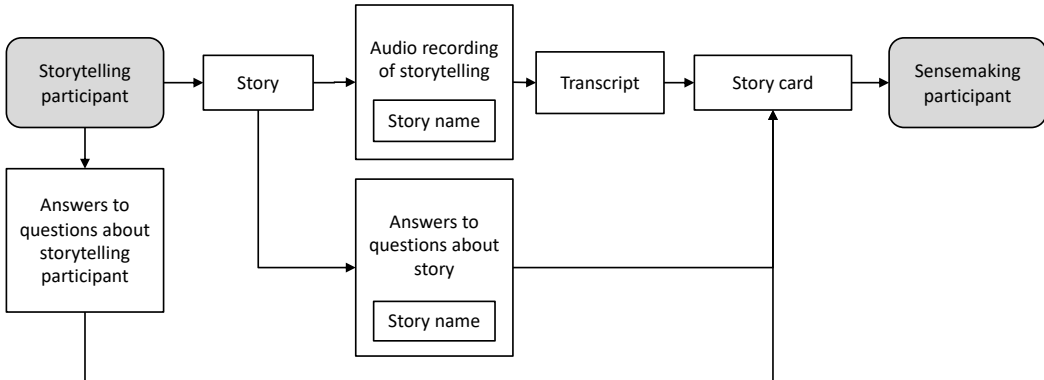 Storytelling
participant
Story
Audio recording
of storytelling
Story name
Transcript
Story card
Sensemaking
participant
Answers to
questions about
storytelling
participant
Answers to
questions about
story
Story name